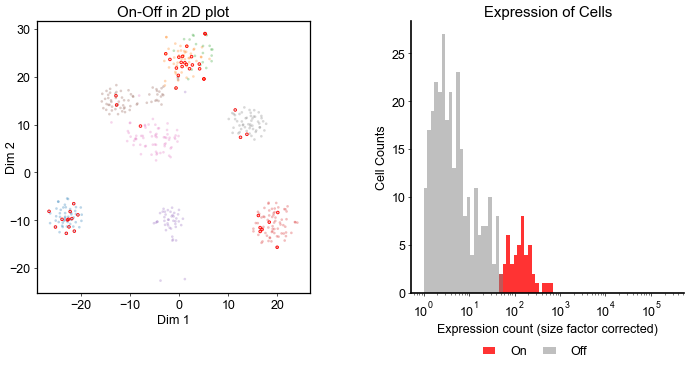 On-Off in 2D plot
30
20
10
0
−10
−20
Dim 2
−20 −10 0 10 20
Dim 1
Expression of Cells
25
20
15
10
5
0
Cell Counts
10^0 10^1 10^2 10^3 10^4 10^5
Expression count (size factor corrected)
On Off